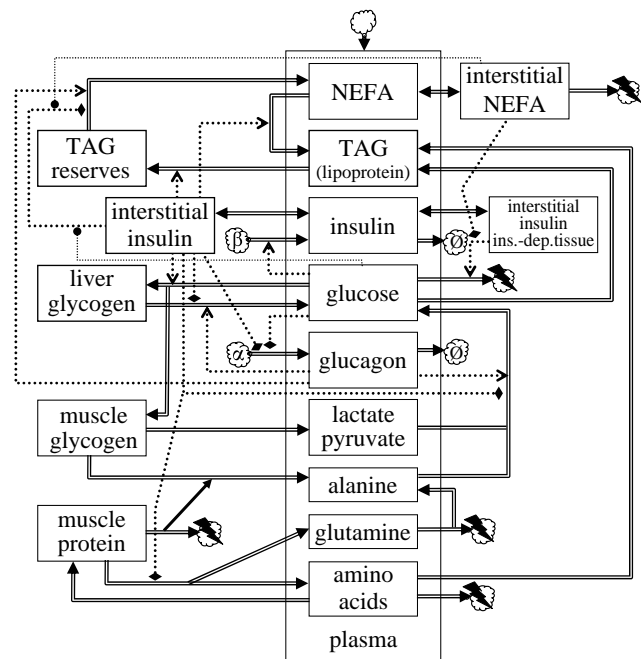 NEFA
interstitial
NEFA
TAG
reserves
TAG
(lipoprotein)
interstitial
insulin
β
insulin
Ø
interstitial
insulin
ins.-dep.tissue
liver
glycogen
glucose
α
glucagon
Ø
muscle
glycogen
lactate
pyruvate
alanine
muscle
protein
glutamine
amino
acids
plasma